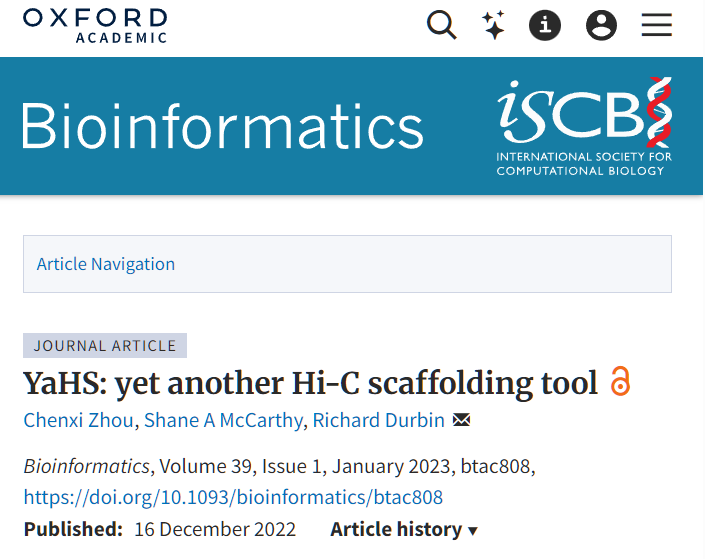 OXFORD
ACADEMIC
Bioinformatics
iSCB
INTERNATIONAL SOCIETY FOR
COMPUTATIONAL BIOLOGY
Article Navigation
JOURNAL ARTICLE
YaHS: yet another Hi-C scaffolding tool
Chenxi Zhou, Shane A McCarthy, Richard Durbin
Bioinformatics, Volume 39, Issue 1, January 2023, btac808,
https://doi.org/10.1093/bioinformatics/btac808
Published: 16 December 2022 Article history ▾